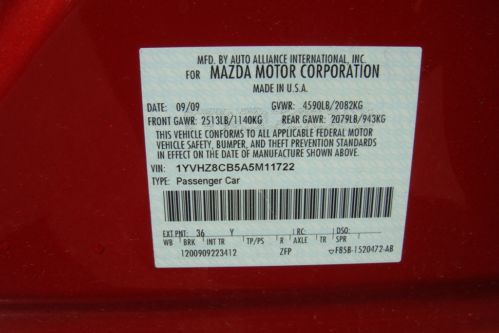 MFD. BY AUTO ALLIANCE INTERNATIONAL, INC.
FOR MAZDA MOTOR CORPORATION
MADE IN U.S.A.
DATE: 09/09 GVWR: 4590LB/2082KG
FRONT GAWR: 2513LB/1140KG REAR GAWR: 2079LB/943KG
THIS VEHICLE CONFORMS TO ALL APPLICABLE FEDERAL MOTOR
VEHICLE SAFETY, BUMPER, AND THEFT PREVENTION STANDARDS
IN EFFECT ON THE DATE OF MANUFACTURE SHOWN ABOVE.
VIN: 1YVHZ8CB5A5M11722
TYPE: Passenger Car
EXT PNT: 36 Y RC: DSO:
WB BRK INT TR TP/PS R AXLE TR SPR
1200909223412 ZFP F85B-1520472-AB